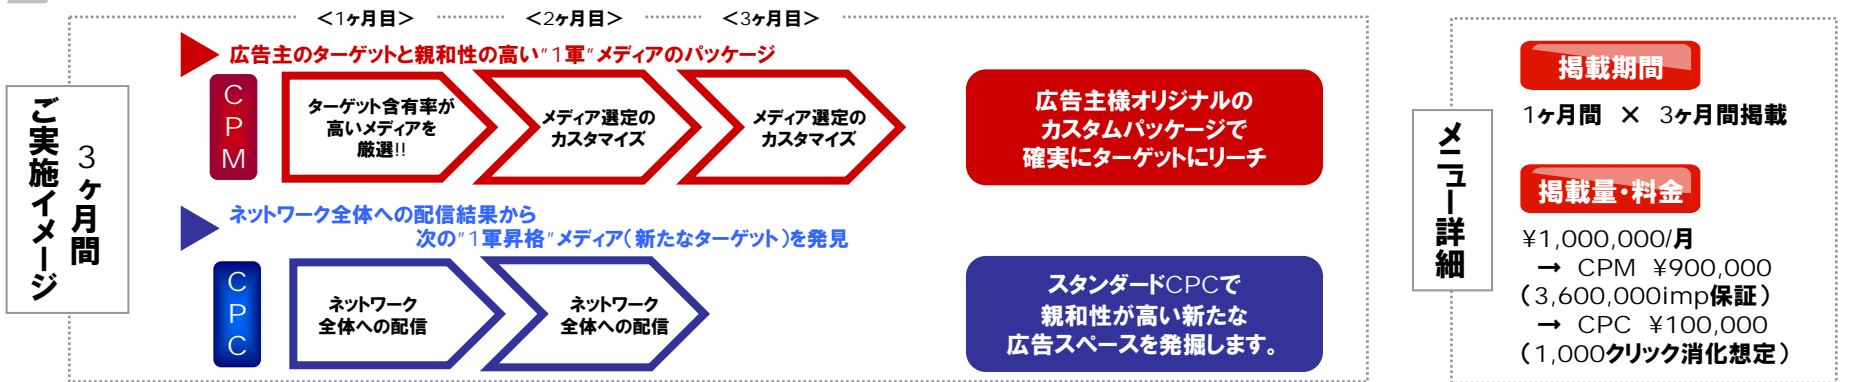 ご実施イメージ
3ヶ月間
＜1ヶ月目＞
＜2ヶ月目＞
＜3ヶ月目＞
広告主のターゲットと親和性の高い"1軍"メディアのパッケージ
CPM
ターゲット含有率が
高いメディアを
厳選!!
メディア選定の
カスタマイズ
メディア選定の
カスタマイズ
広告主様オリジナルの
カスタムパッケージで
確実にターゲットにリーチ
ネットワーク全体への配信結果から
次の"1軍昇格"メディア（新たなターゲット）を発見
CPC
ネットワーク
全体への配信
ネットワーク
全体への配信
スタンダードCPCで
親和性が高い新たな
広告スペースを発掘します。
メニュー詳細
掲載期間
1ヶ月間 × 3ヶ月間掲載
掲載量・料金
¥1,000,000/月
→ CPM ¥900,000
（3,600,000imp保証）
→ CPC ¥100,000
（1,000クリック消化想定）